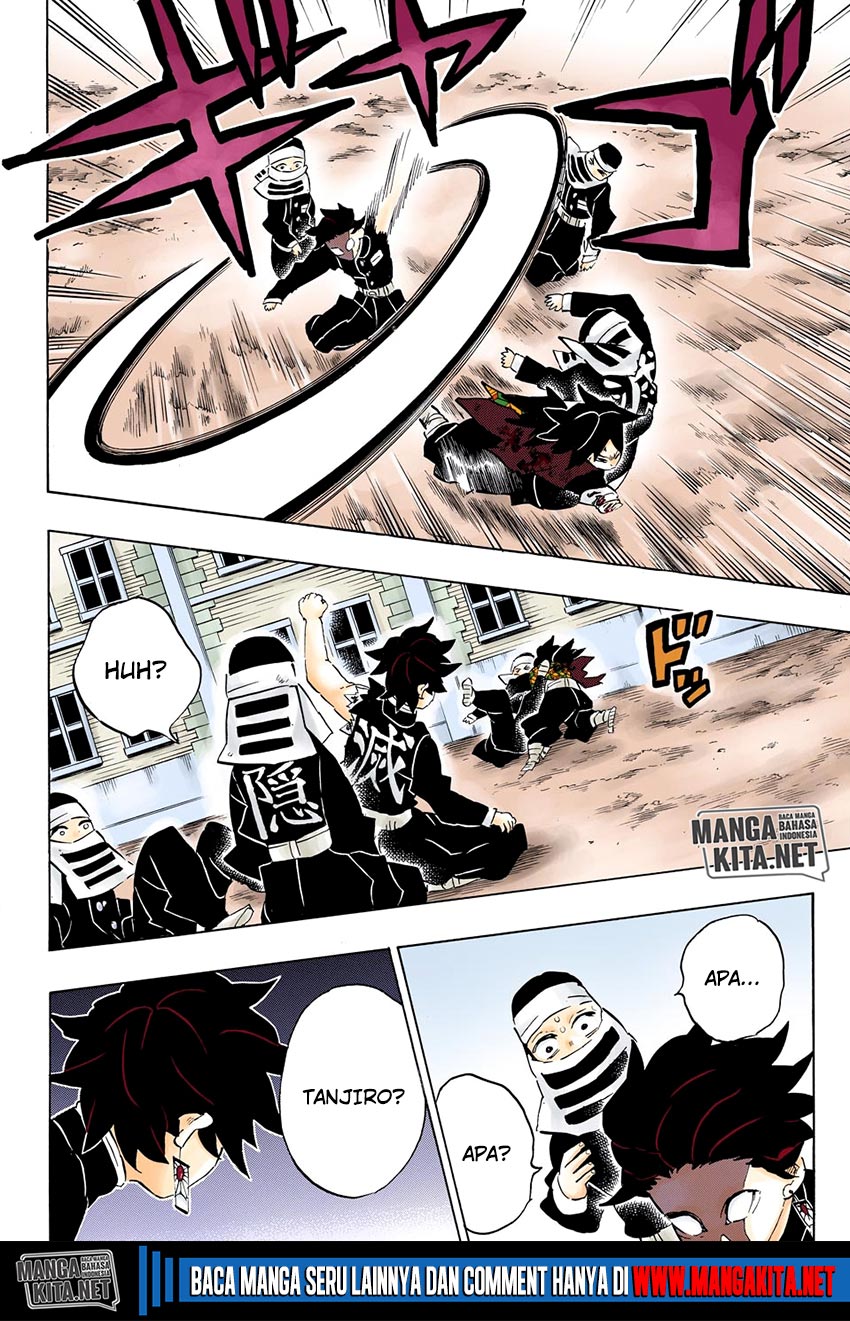 ギャゴ
HUH?
ドッ
隠
滅
MANGA KITA.NET
BACA MANGA
BAHASA
INDONESIA
APA...
APA?
TANJIRO?
MANGA KITA.NET
BACA MANGA
BAHASA
INDONESIA
BACA MANGA SERU LAINNYA DAN COMMENT HANYA DI WWW.MANGAKITA.NET